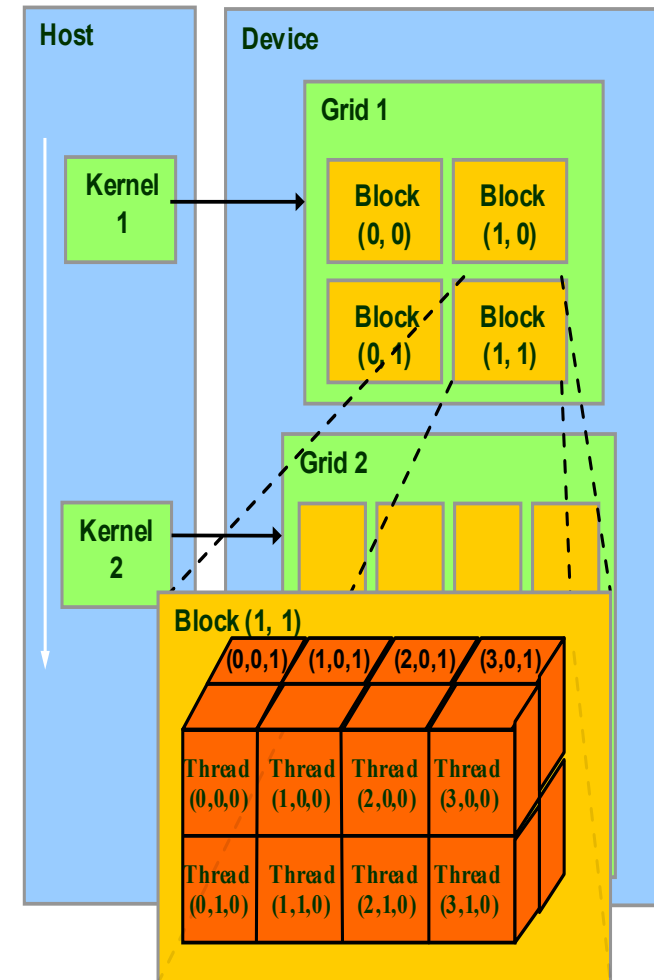 Host
Device
Grid 1
Kernel
1
Block
(0, 0)
Block
(1, 0)
Block
(0, 1)
Block
(1, 1)
Grid 2
Kernel
2
Block (1, 1)
(0,0,1) (1,0,1) (2,0,1) (3,0,1)
Thread
(0,0,0)
Thread
(1,0,0)
Thread
(2,0,0)
Thread
(3,0,0)
Thread
(0,1,0)
Thread
(1,1,0)
Thread
(2,1,0)
Thread
(3,1,0)